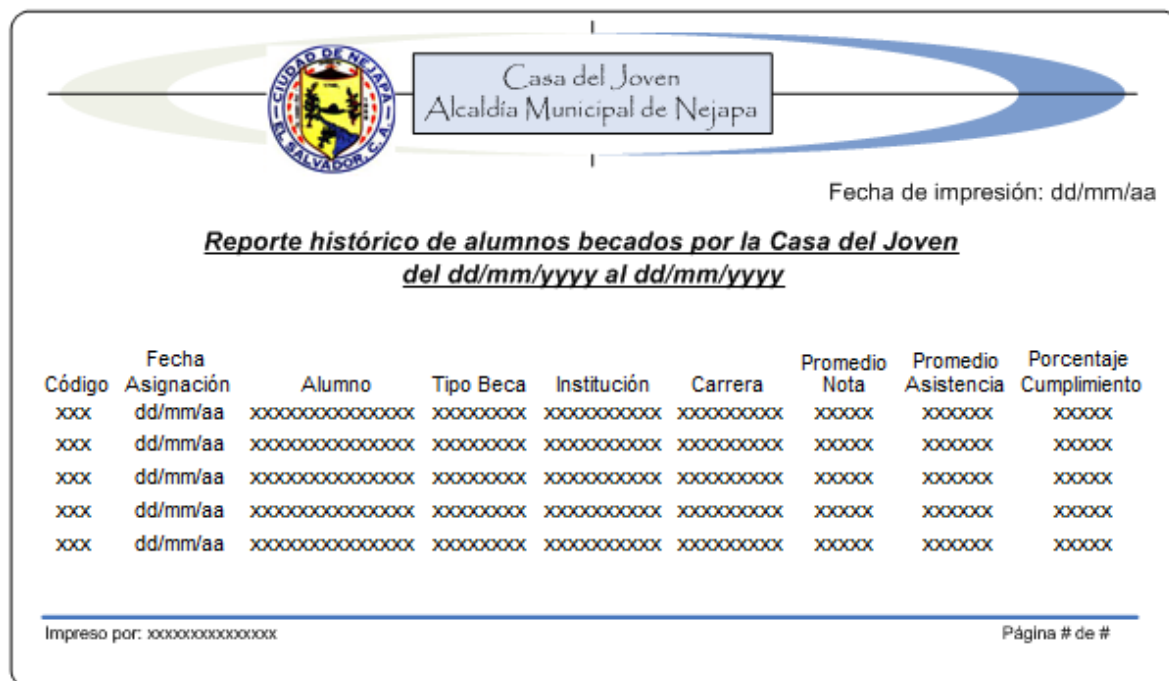 CIUDAD DE NEJAPA
EL SALVADOR, C. A.
Casa del Joven
Alcaldía Municipal de Nejapa
Fecha de impresión: dd/mm/aa
Reporte histórico de alumnos becados por la Casa del Joven
del dd/mm/yyyy al dd/mm/yyyy
Código Fecha Asignación Alumno Tipo Beca Institución Carrera Promedio Nota Promedio Asistencia Porcentaje Cumplimiento
xxx dd/mm/aa xxxxxxxxxxxxxx xxxxxxxx xxxxxxxxxx xxxxxxxxx xxxxx xxxxxx xxxxx
xxx dd/mm/aa xxxxxxxxxxxxxx xxxxxxxx xxxxxxxxxx xxxxxxxxx xxxxx xxxxxx xxxxx
xxx dd/mm/aa xxxxxxxxxxxxxx xxxxxxxx xxxxxxxxxx xxxxxxxxx xxxxx xxxxxx xxxxx
xxx dd/mm/aa xxxxxxxxxxxxxx xxxxxxxx xxxxxxxxxx xxxxxxxxx xxxxx xxxxxx xxxxx
xxx dd/mm/aa xxxxxxxxxxxxxx xxxxxxxx xxxxxxxxxx xxxxxxxxx xxxxx xxxxxx xxxxx
Impreso por: xxxxxxxxxxxxxxx Página # de #